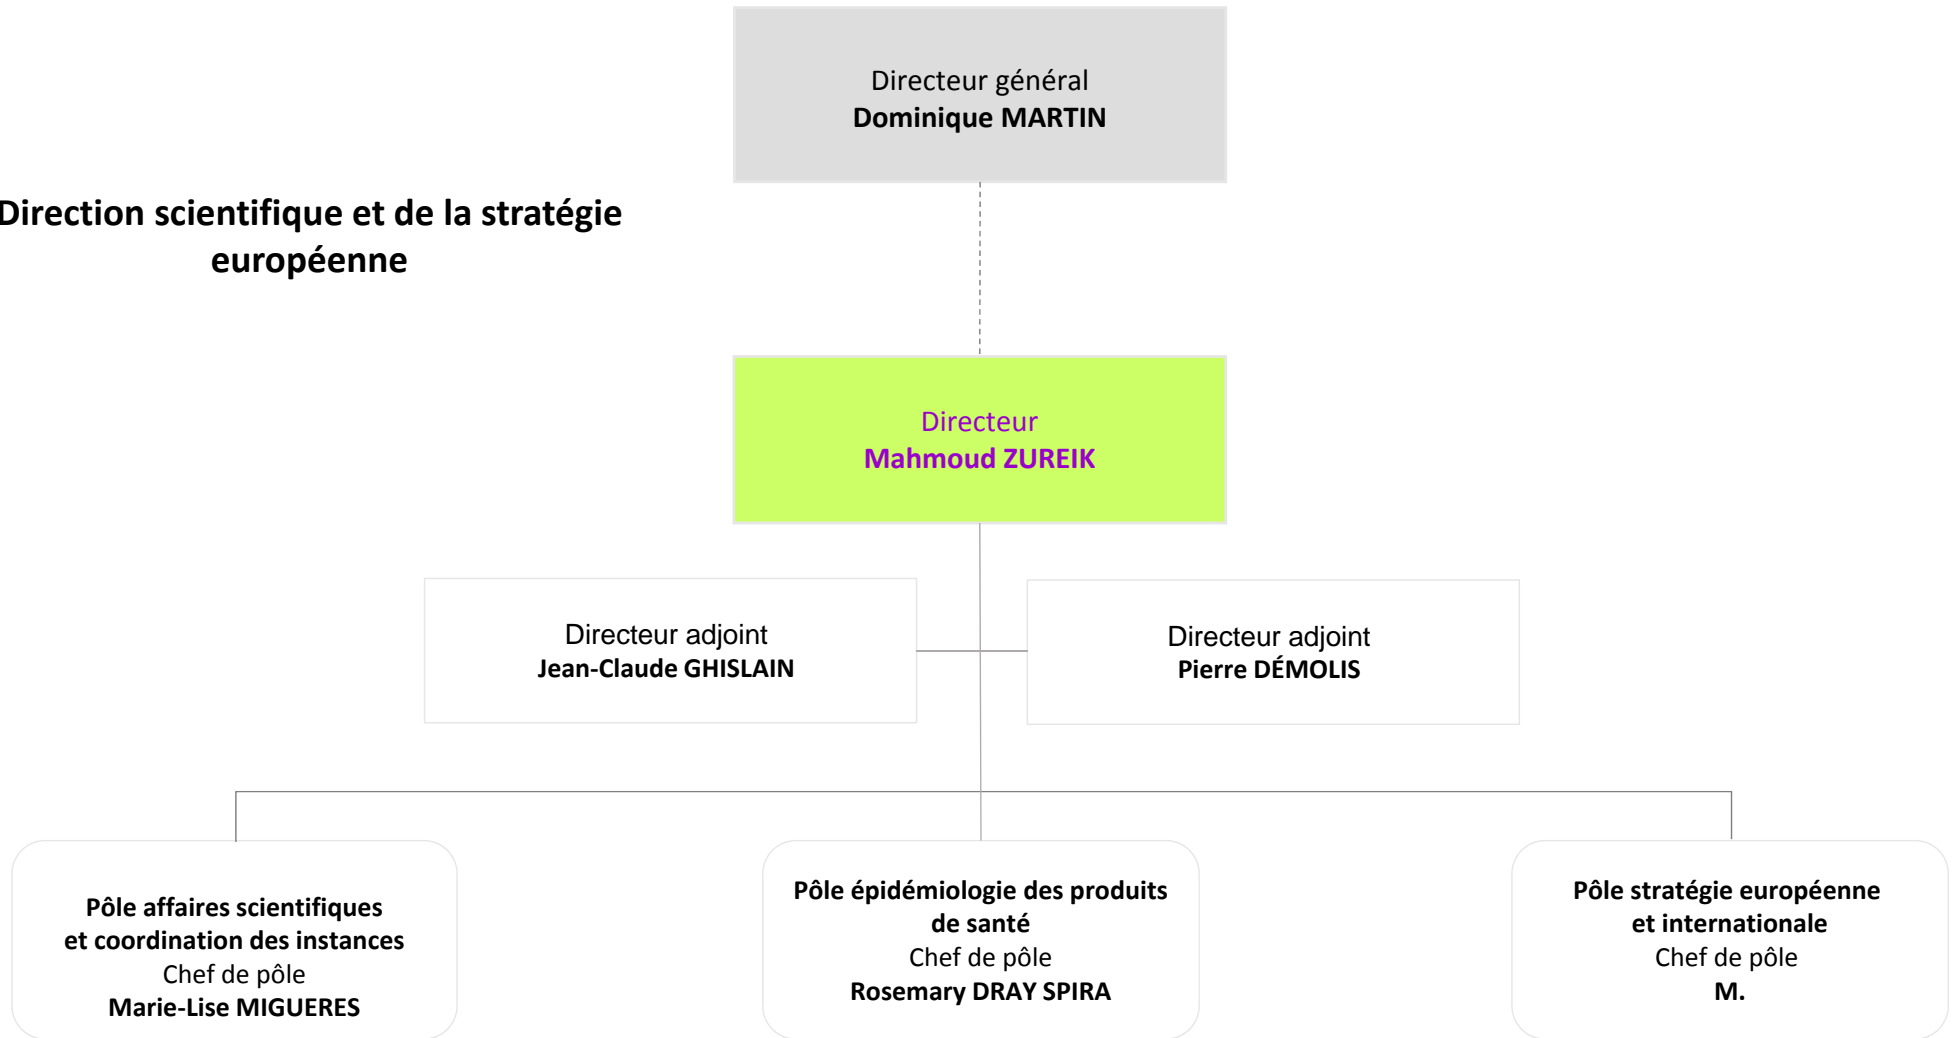 Directeur général
Dominique MARTIN
Direction scientifique et de la stratégie
européenne
Directeur
Mahmoud ZUREIK
Directeur adjoint
Jean-Claude GHISLAIN
Directeur adjoint
Pierre DÉMOLIS
Pôle affaires scientifiques
et coordination des instances
Chef de pôle
Marie-Lise MIGUERES
Pôle épidémiologie des produits
de santé
Chef de pôle
Rosemary DRAY SPIRA
Pôle stratégie européenne
et internationale
Chef de pôle
M.